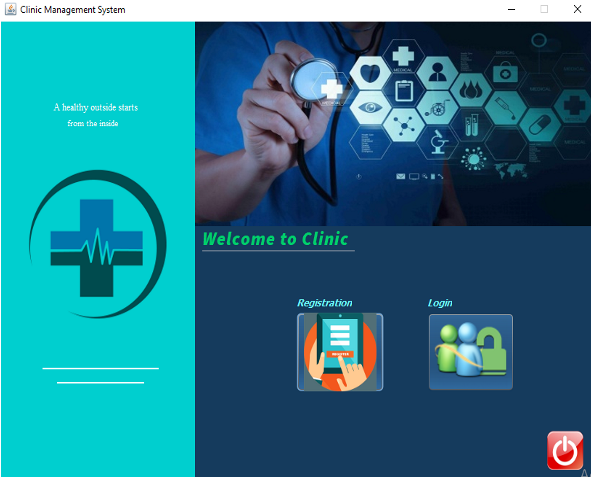 Clinic Management System
A healthy outside starts
from the inside
MEDICAL
MEDICAL
MEDICAL
MEDICAL
Welcome to Clinic
Registration
Login
REGISTER